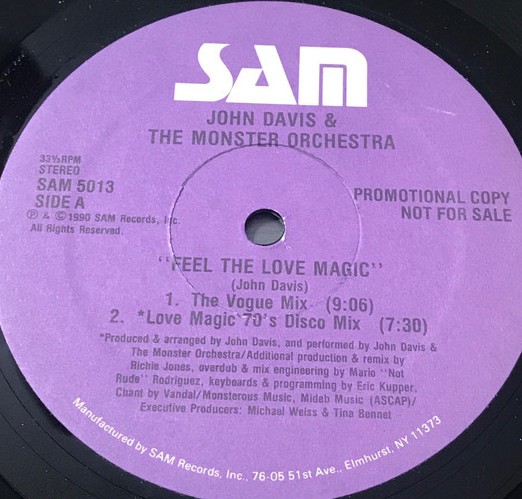 SAM
JOHN DAVIS &
THE MONSTER ORCHESTRA
33⅓ RPM
STEREO
SAM 5013
SIDE A
℗ & ©1990 SAM Records, Inc.
All Rights Reserved.
PROMOTIONAL COPY
NOT FOR SALE
"FEEL THE LOVE MAGIC"
(John Davis)
1. The Vogue Mix (9:06)
2. *Love Magic '70's Disco Mix (7:30)
*Produced & arranged by John Davis, and performed by John Davis &
The Monster Orchestra/Additional production & remix by
Richie Jones, overdub & mix engineering by Mario "Not
Rude" Rodriguez, keyboards & programming by Eric Kupper.
Chant by Vandal/Monsterous Music, Mideb Music (ASCAP)/
Executive Producers: Michael Weiss & Tina Bennet
Manufactured by SAM Records, Inc., 76-05 51st Ave., Elmhurst, NY 11373